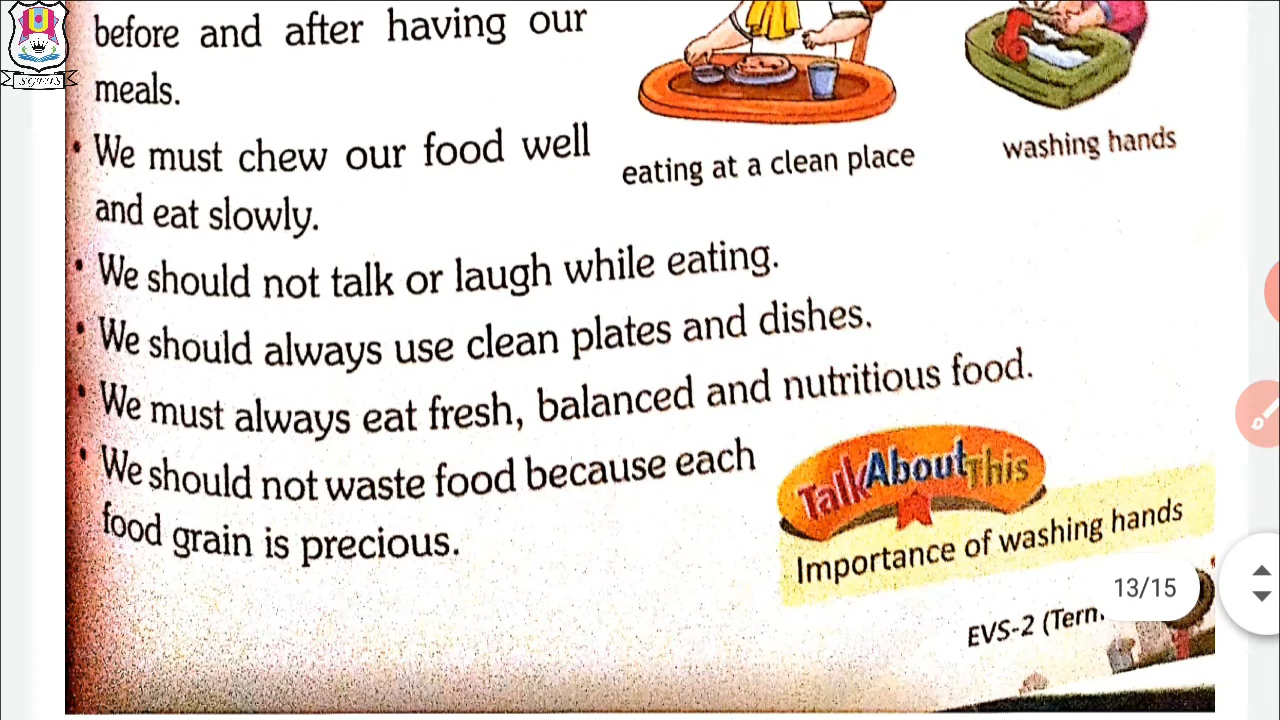 before and after having our
meals.
• We must chew our food well
and eat slowly.
• We should not talk or laugh while eating.
• We should always use clean plates and dishes.
• We must always eat fresh, balanced and nutritious food.
• We should not waste food because each
food grain is precious.
eating at a clean place
washing hands
Talk About This
Importance of washing hands
13/15
EVS-2 (Term